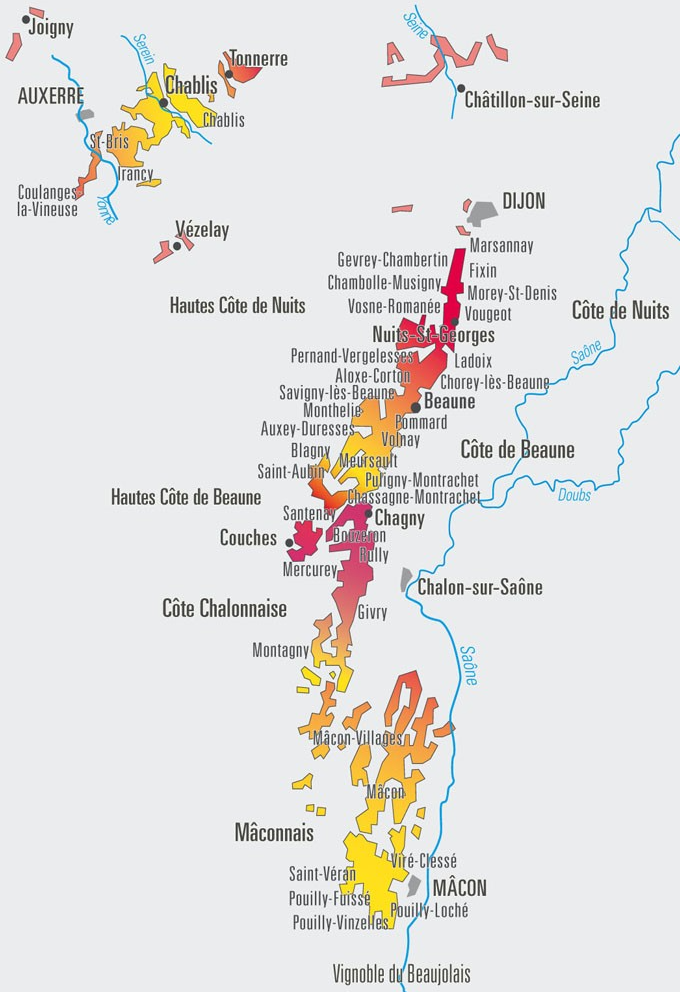 Joigny
Serein
Tonnerre
Seine
AUXERRE
Chablis
Châtillon-sur-Seine
Chablis
St-Bris
Irancy
Coulanges-
la-Vineuse
Yonne
DIJON
Vézelay
Marsannay
Gevrey-Chambertin
Fixin
Chambolle-Musigny
Morey-St-Denis
Hautes Côte de Nuits
Vosne-Romanée
Vougeot
Côte de Nuits
Nuits-St-Georges
Saône
Pernand-Vergelesses
Ladoix
Aloxe-Corton
Chorey-lès-Beaune
Savigny-lès-Beaune
Beaune
Monthelie
Pommard
Auxey-Duresses
Volnay
Blagny
Côte de Beaune
Meursault
Saint-Aubin
Puligny-Montrachet
Hautes Côte de Beaune
Chassagne-Montrachet
Doubs
Santenay
Chagny
Couches
Bouzeron
Rully
Mercurey
Chalon-sur-Saône
Côte Chalonnaise
Givry
Montagny
Saône
Mâcon-Villages
Mâcon
Mâconnais
Viré-Clessé
Saint-Véran
MÂCON
Pouilly-Fuissé
Pouilly-Loché
Pouilly-Vinzelles
Vignoble du Beaujolais